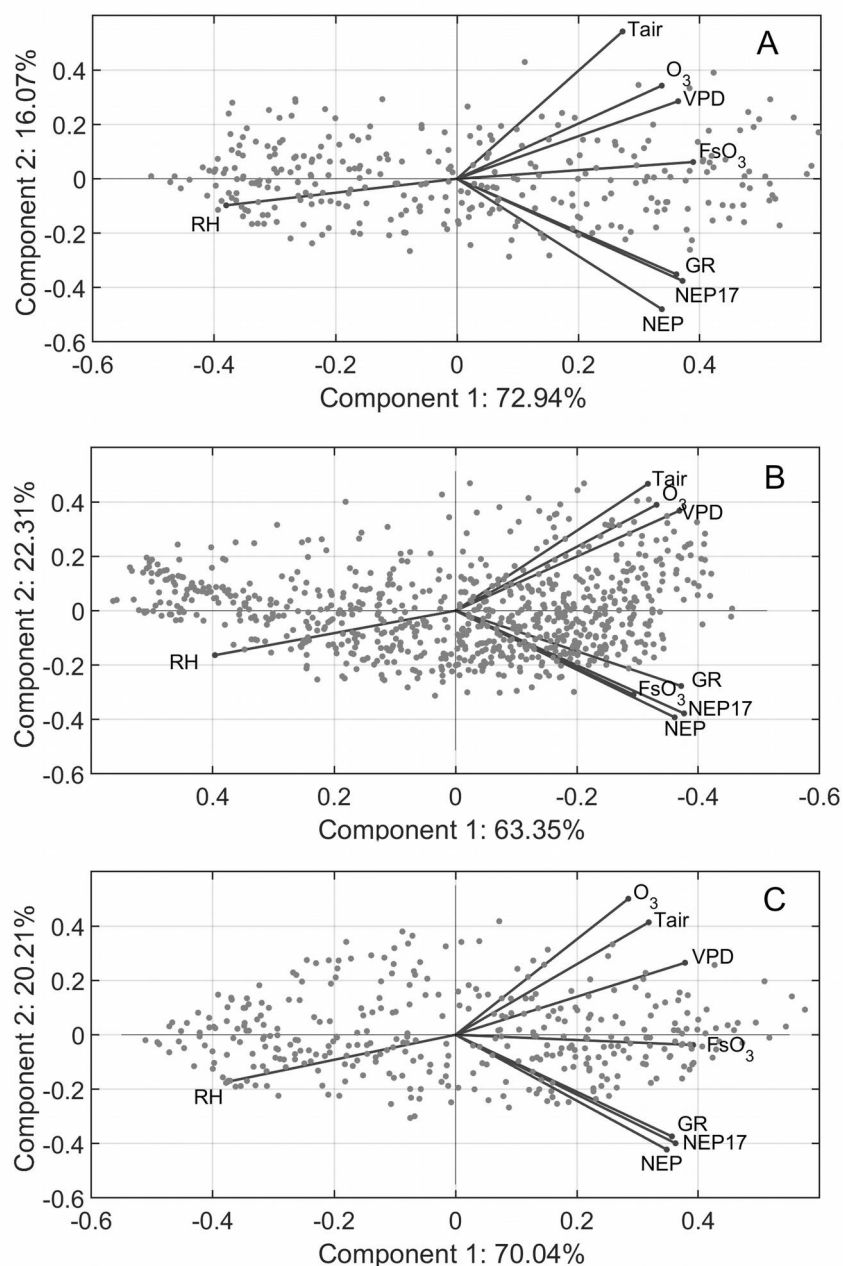 A
Tair
O3
VPD
FsO3
RH
GR
NEP17
NEP
0.4
0.2
0
-0.2
-0.4
-0.6
Component 2: 16.07%
-0.6 -0.4 -0.2 0 0.2 0.4
Component 1: 72.94%
B
Tair
O3
VPD
RH
GR
FsO3
NEP17
NEP
0.4
0.2
0
-0.2
-0.4
-0.6
Component 2: 22.31%
0.4 0.2 0 -0.2 -0.4 -0.6
Component 1: 63.35%
C
O3
Tair
VPD
FsO3
RH
GR
NEP17
NEP
0.4
0.2
0
-0.2
-0.4
-0.6
Component 2: 20.21%
-0.6 -0.4 -0.2 0 0.2 0.4
Component 1: 70.04%